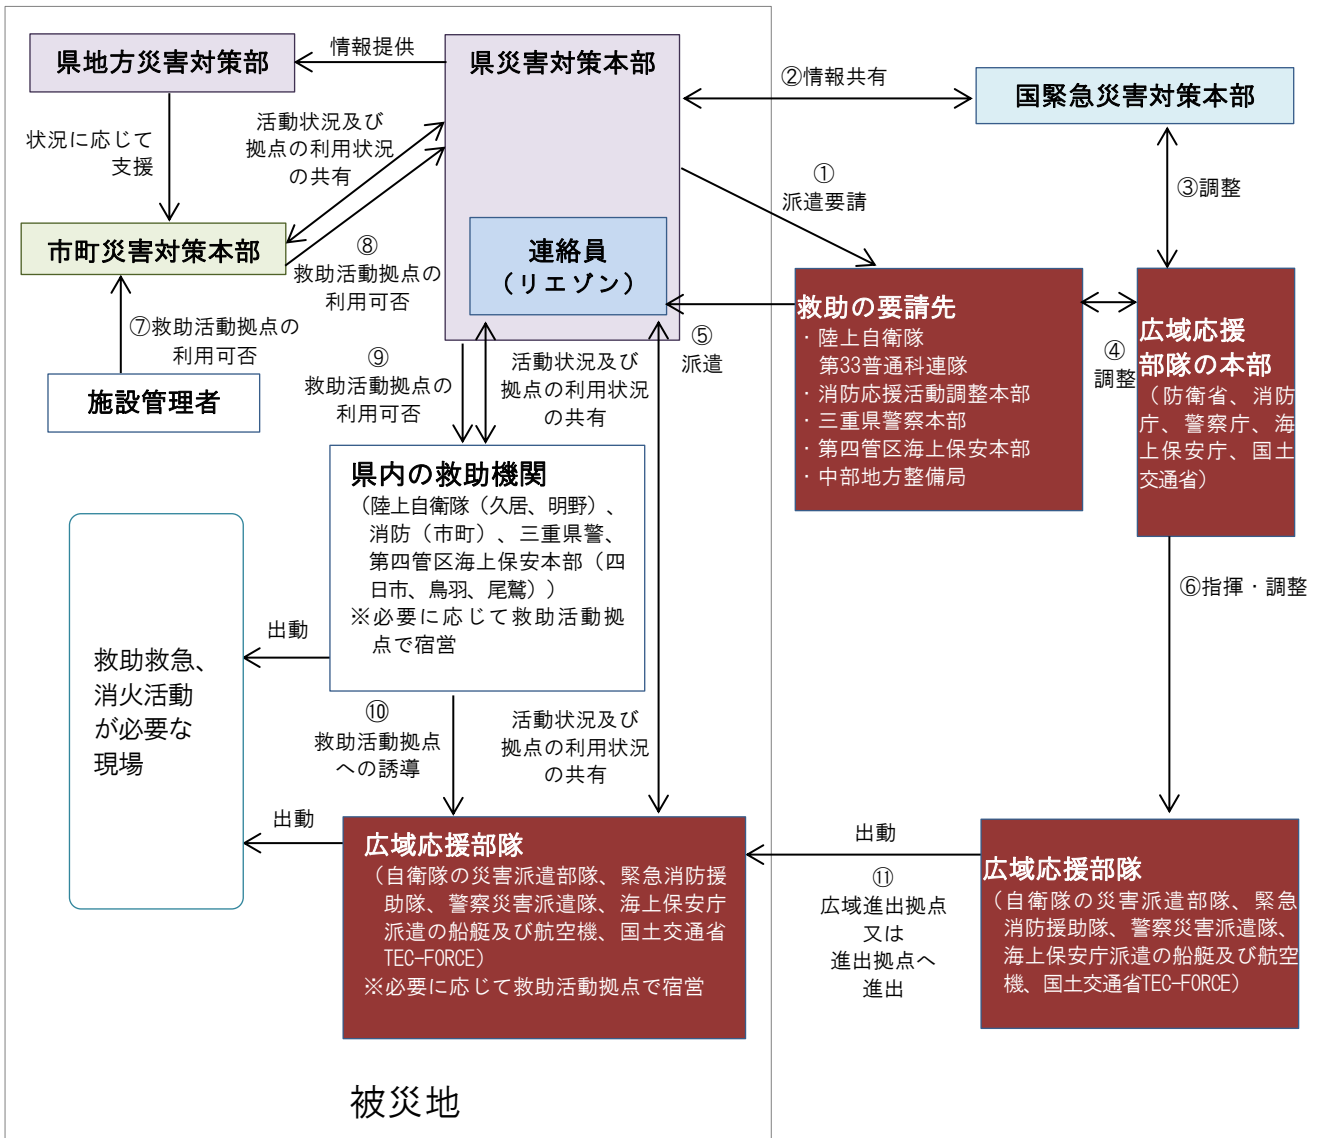 県地方災害対策部
情報提供
県災害対策本部
②情報共有
国緊急災害対策本部
状況に応じて
支援
活動状況及び
拠点の利用状況
の共有
①
派遣要請
③調整
市町災害対策本部
⑧
救助活動拠点の
利用可否
連絡員
（リエゾン）
⑦救助活動拠点の
利用可否
施設管理者
⑨
救助活動拠点の
利用可否
活動状況及び
拠点の利用状況
の共有
⑤
派遣
救助の要請先
・陸上自衛隊
第33普通科連隊
・消防応援活動調整本部
・三重県警察本部
・第四管区海上保安本部
・中部地方整備局
④
調整
広域応援
部隊の本部
（防衛省、消防
庁、警察庁、海
上保安庁、国土
交通省）
県内の救助機関
（陸上自衛隊（久居、明野）、
消防（市町）、三重県警、
第四管区海上保安本部（四
日市、鳥羽、尾鷲））
※必要に応じて救助活動拠
点で宿営
⑥指揮・調整
出動
救助救急、
消火活動
が必要な
現場
⑩
救助活動拠点
への誘導
活動状況及び
拠点の利用状況
の共有
出動
広域応援部隊
（自衛隊の災害派遣部隊、緊急消防援
助隊、警察災害派遣隊、海上保安庁
派遣の船艇及び航空機、国土交通省
TEC-FORCE）
※必要に応じて救助活動拠点で宿営
出動
⑪
広域進出拠点
又は
進出拠点へ
進出
広域応援部隊
（自衛隊の災害派遣部隊、緊急
消防援助隊、警察災害派遣隊、
海上保安庁派遣の船艇及び航空
機、国土交通省TEC-FORCE）
被災地